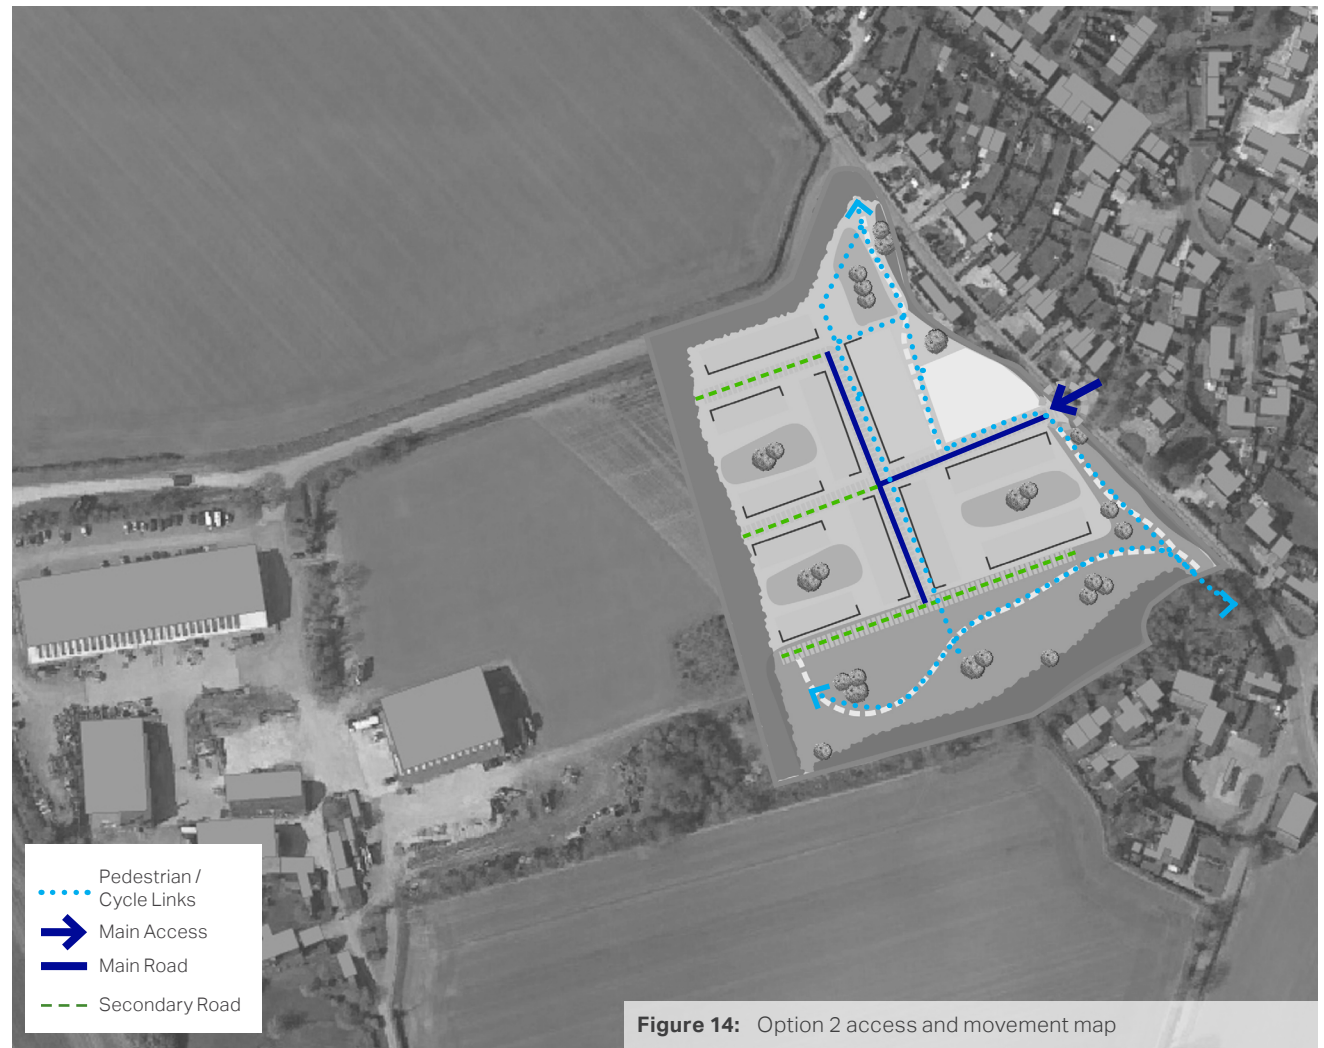 Pedestrian /
Cycle Links
Main Access
Main Road
Secondary Road
Figure 14: Option 2 access and movement map